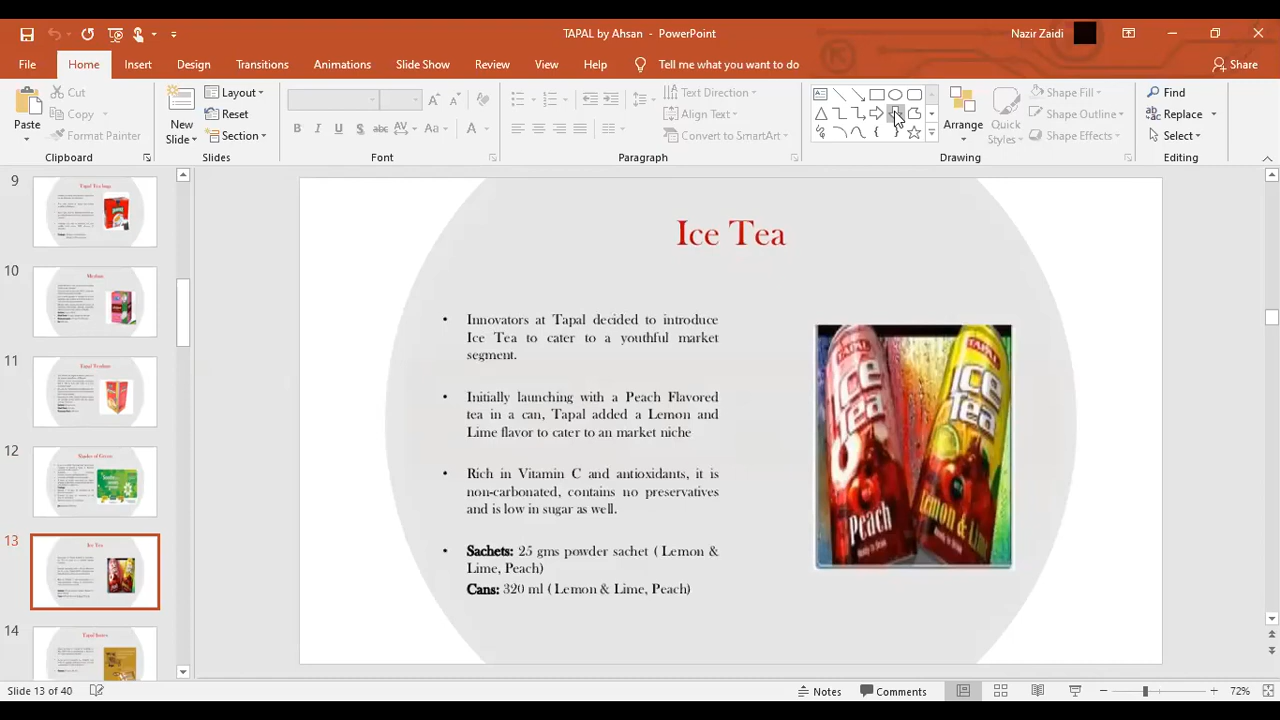 TAPAL by Ahsan - PowerPoint
Nazir Zaidi
File Home Insert Design Transitions Animations Slide Show Review View Help Tell me what you want to do Share
Paste
Cut
Copy
Format Painter
Clipboard
New Slide
Layout
Reset
Section
Slides
Font
Text Direction
Align Text
Convert to SmartArt
Paragraph
Arrange
Quick Styles
Shape Fill
Shape Outline
Shape Effects
Drawing
Find
Replace
Select
Editing
9
10
11
12
13
14
Ice Tea
• Innovators at Tapal decided to introduce
Ice Tea to cater to a youthful market
segment.
• Initially launching with a Peach Flavored
tea in a can, Tapal added a Lemon and
Lime flavor to cater to an market niche
• Rich in Vitamin C and antioxidants, it is
non-carbonated, contains no preservatives
and is low in sugar as well.
• Sachets: 25 gms powder sachet ( Lemon &
Lime, Peach)
Cans: 320 ml ( Lemon & Lime, Peach)
TAPAL
ice
tea
Peach
TAPAL
ice
tea
Slide 13 of 40
Notes
Comments
72%